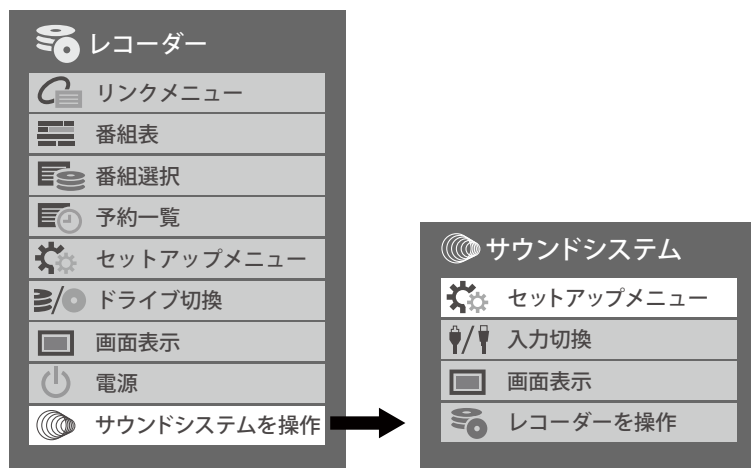 レコーダー
リンクメニュー
番組表
番組選択
予約一覧
セットアップメニュー
ドライブ切換
画面表示
電源
サウンドシステムを操作
サウンドシステム
セットアップメニュー
入力切換
画面表示
レコーダーを操作